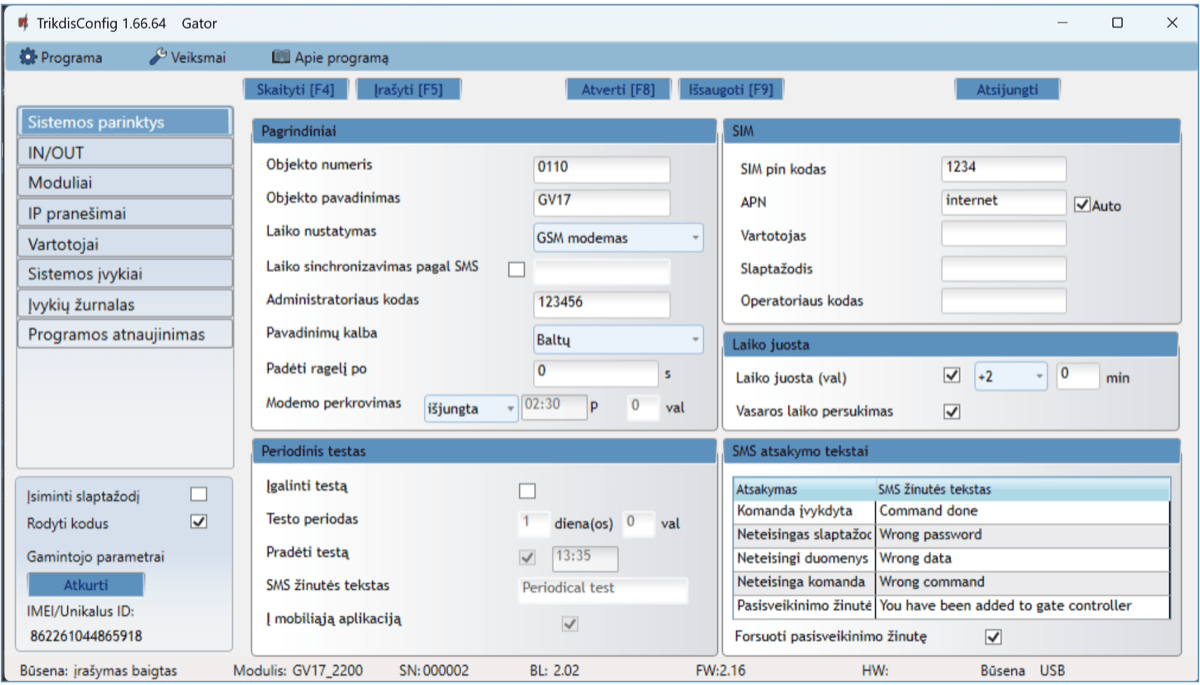 TrikdisConfig 1.66.64 Gator
Programa Veiksmai Apie programą
Skaityti [F4] Įrašyti [F5] Atverti [F8] Išsaugoti [F9] Atsijungti
Sistemos parinktys
IN/OUT
Moduliai
IP pranešimai
Vartotojai
Sistemos įvykiai
Įvykių žurnalas
Programos atnaujinimas
Įsiminti slaptažodį
Rodyti kodus
Gamintojo parametrai
Atkurti
IMEI/Unikalus ID:
862261044865918
Pagrindiniai
Objekto numeris 0110
Objekto pavadinimas GV17
Laiko nustatymas GSM modemas
Laiko sinchronizavimas pagal SMS
Administratoriaus kodas 123456
Pavadinimų kalba Baltų
Padėti ragelį po 0 s
Modemo perkrovimas išjungta 02:30 p 0 val
Periodinis testas
Įgalinti testą
Testo periodas 1 diena(os) 0 val
Pradėti testą 13:35
SMS žinutės tekstas Periodical test
Į mobiliąją aplikaciją
SIM
SIM pin kodas 1234
APN internet Auto
Vartotojas
Slaptažodis
Operatoriaus kodas
Laiko juosta
Laiko juosta (val) +2 0 min
Vasaros laiko persukimas
SMS atsakymo tekstai
Atsakymas SMS žinutės tekstas
Komanda įvykdyta Command done
Neteisingas slaptažoc Wrong password
Neteisingi duomenys Wrong data
Neteisinga komanda Wrong command
Pasisveikinimo žinutė You have been added to gate controller
Forsuoti pasisveikinimo žinutę
Būsena: įrašymas baigtas Modulis: GV17_2200 SN: 000002 BL: 2.02 FW:2.16 HW: Būsena USB